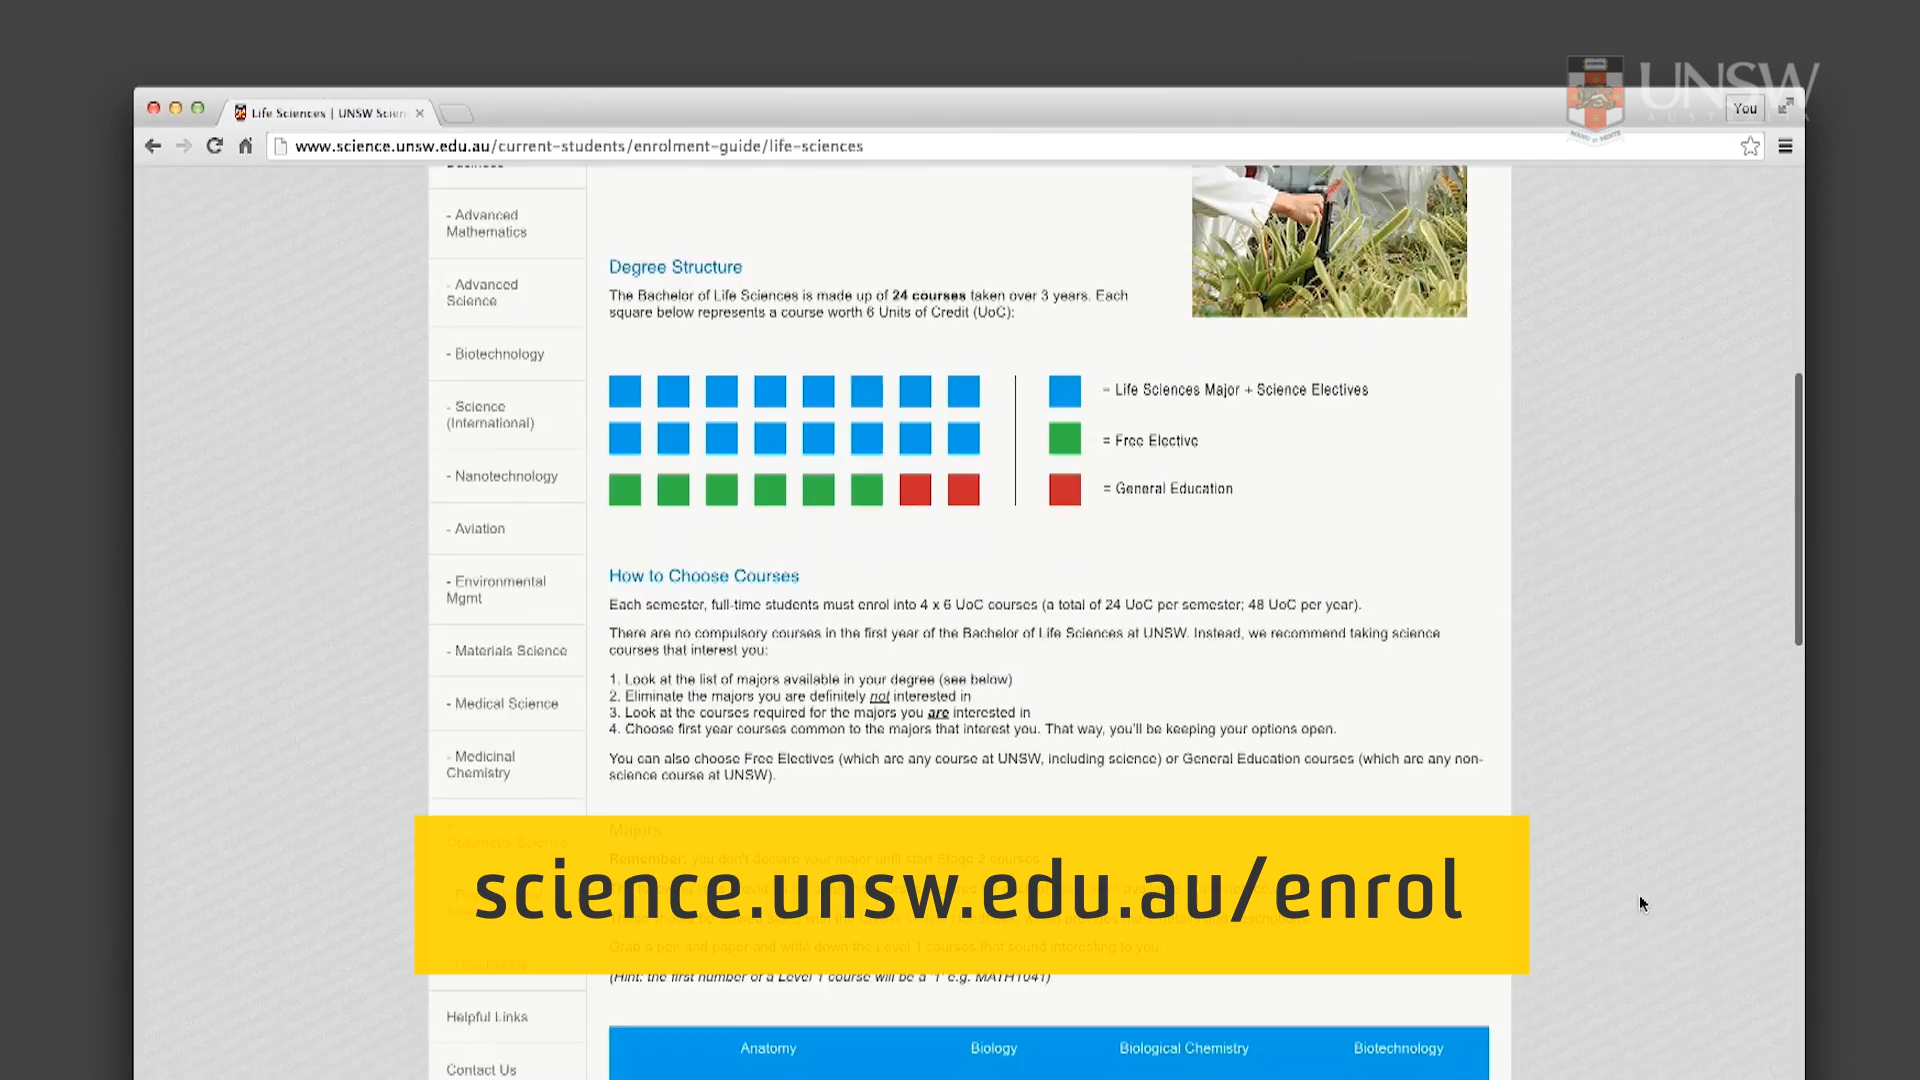 UNSW
AUSTRALIA
Life Sciences | UNSW Scien
You
www.science.unsw.edu.au/current-students/enrolment-guide/life-sciences
- Advanced
Mathematics
- Advanced
Science
- Biotechnology
- Science
(International)
- Nanotechnology
- Aviation
- Environmental
Mgmt
- Materials Science
- Medical Science
- Medicinal
Chemistry
Helpful Links
Contact Us
Degree Structure
The Bachelor of Life Sciences is made up of 24 courses taken over 3 years. Each
square below represents a course worth 6 Units of Credit (UoC):
= Life Sciences Major + Science Electives
= Free Elective
= General Education
How to Choose Courses
Each semester, full-time students must enrol into 4 x 6 UoC courses (a total of 24 UoC per semester; 48 UoC per year).
There are no compulsory courses in the first year of the Bachelor of Life Sciences at UNSW. Instead, we recommend taking science
courses that interest you:
1. Look at the list of majors available in your degree (see below)
2. Eliminate the majors you are definitely not interested in
3. Look at the courses required for the majors you are interested in
4. Choose first year courses common to the majors that interest you. That way, you'll be keeping your options open.
You can also choose Free Electives (which are any course at UNSW, including science) or General Education courses (which are any non-
science course at UNSW).
Majors
Remember: you don't declare your major until start Stage 2 courses
science.unsw.edu.au/enrol
Grab a pen and paper and write down the Level 1 courses that sound interesting to you.
(Hint: the first number of a Level 1 course will be a '1' e.g. MATH1041)
Anatomy
Biology
Biological Chemistry
Biotechnology